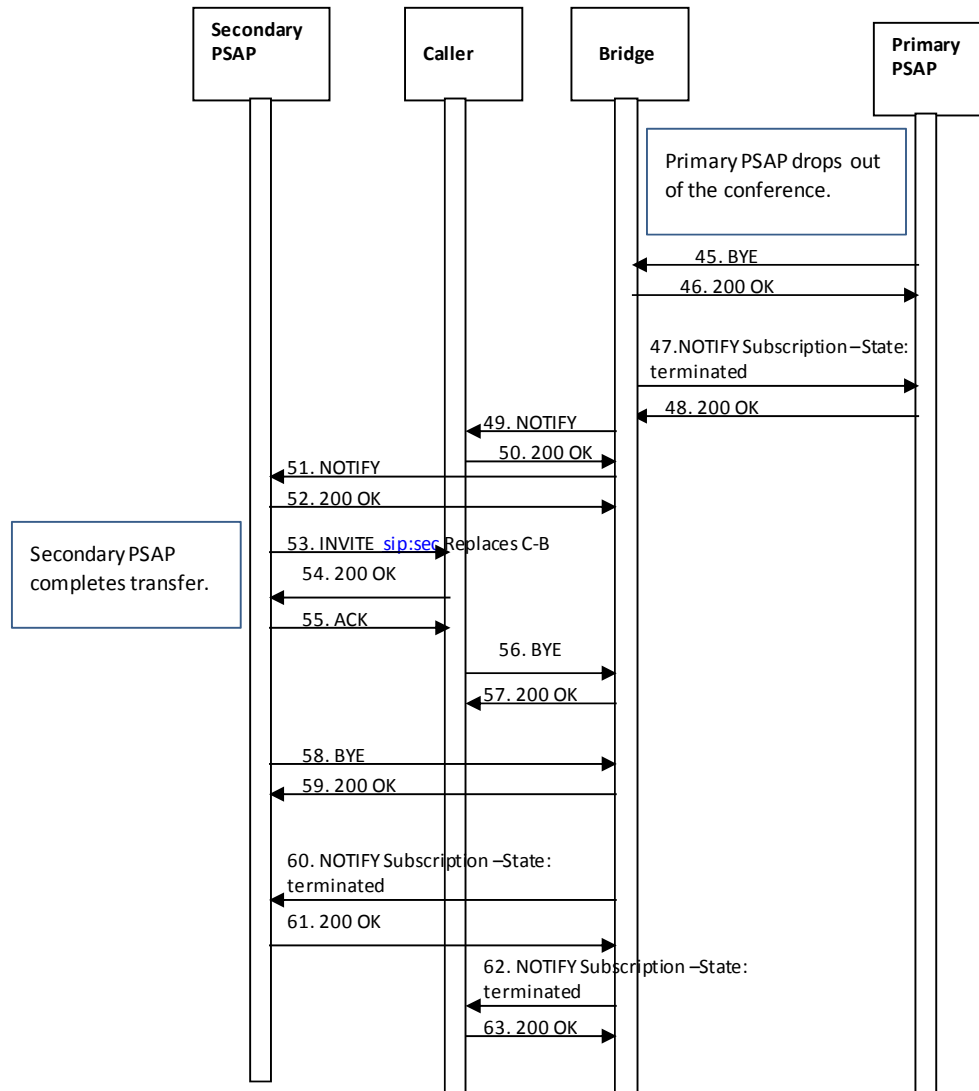 Secondary
PSAP
Caller
Bridge
Primary
PSAP
Primary PSAP drops out
of the conference.
45. BYE
46. 200 OK
47.NOTIFY Subscription –State:
terminated
48. 200 OK
49. NOTIFY
50. 200 OK
51. NOTIFY
52. 200 OK
Secondary PSAP
completes transfer.
53. INVITE sip:sec Replaces C-B
54. 200 OK
55. ACK
56. BYE
57. 200 OK
58. BYE
59. 200 OK
60. NOTIFY Subscription –State:
terminated
61. 200 OK
62. NOTIFY Subscription –State:
terminated
63. 200 OK